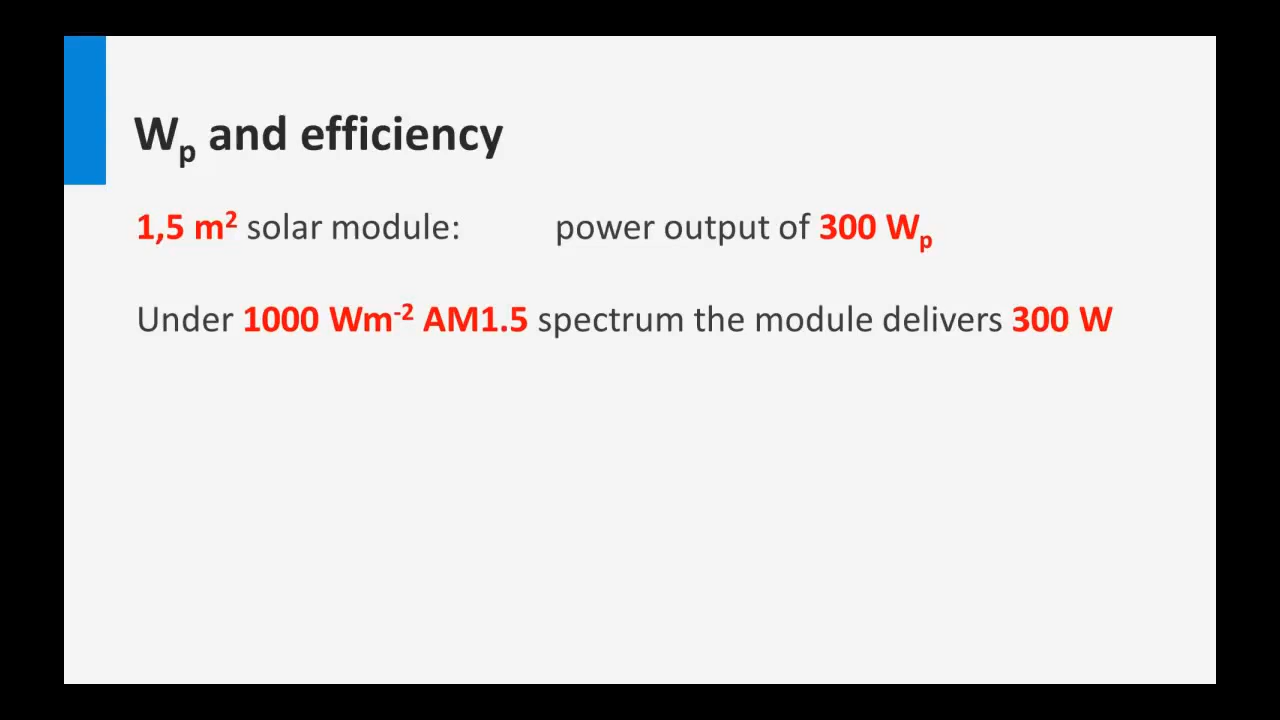 Wp and efficiency
1,5 m² solar module: power output of 300 Wp
Under 1000 Wm⁻² AM1.5 spectrum the module delivers 300 W